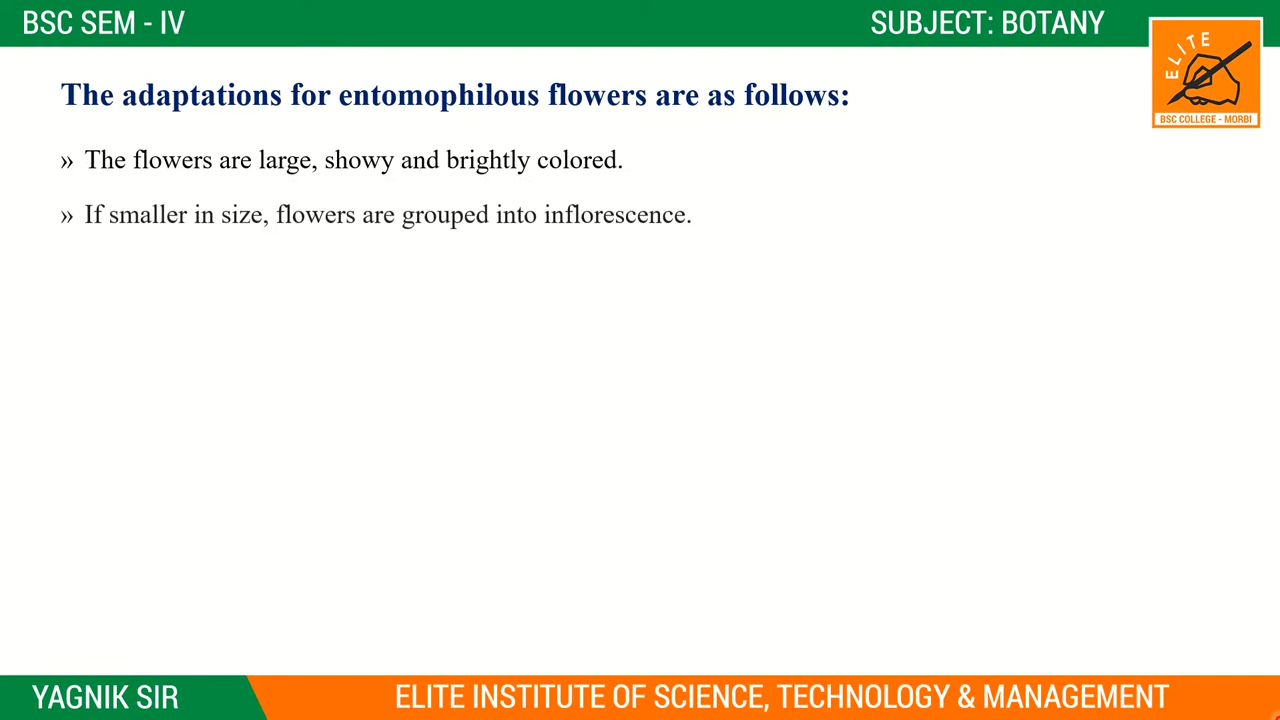 BSC SEM - IV
SUBJECT: BOTANY
ELITE
BSC COLLEGE - MORBI
The adaptations for entomophilous flowers are as follows:
» The flowers are large, showy and brightly colored.
» If smaller in size, flowers are grouped into inflorescence.
YAGNIK SIR
ELITE INSTITUTE OF SCIENCE, TECHNOLOGY & MANAGEMENT